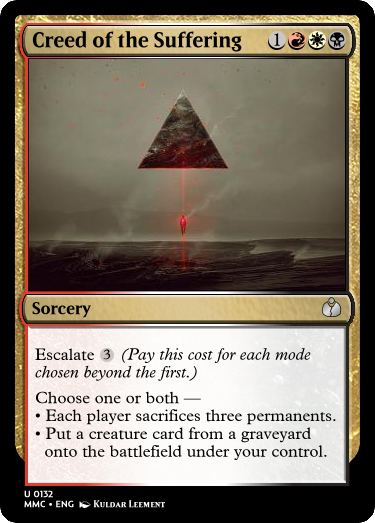 Creed of the Suffering 1
Sorcery
Escalate 3 (Pay this cost for each mode
chosen beyond the first.)
Choose one or both —
• Each player sacrifices three permanents.
• Put a creature card from a graveyard
onto the battlefield under your control.
U 0132
MMC • ENG KULDAR LEEMENT